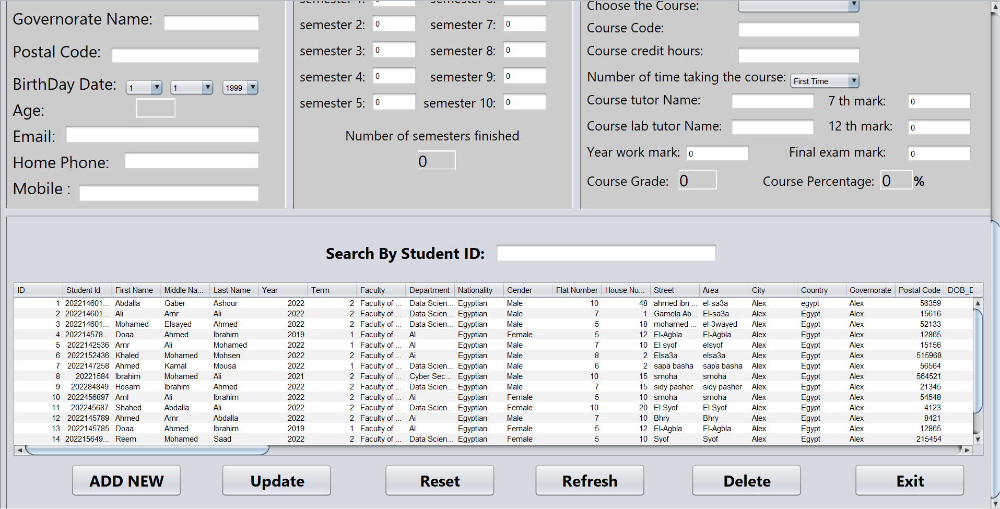 Governorate Name:
Postal Code:
BirthDay Date: 1 1 1999
Age:
Email:
Home Phone:
Mobile :
semester 2: 0 semester 7: 0
semester 3: 0 semester 8: 0
semester 4: 0 semester 9: 0
semester 5: 0 semester 10: 0
Number of semesters finished
0
Choose the Course:
Course Code:
Course credit hours:
Number of time taking the course: First Time
Course tutor Name: 7 th mark: 0
Course lab tutor Name: 12 th mark: 0
Year work mark: 0 Final exam mark: 0
Course Grade: 0 Course Percentage: 0 %
Search By Student ID:
ID Student Id First Name Middle Na... Last Name Year Term Faculty Department Nationality Gender Flat Number House Nu... Street Area City Country Governorate Postal Code DOB_D
1 202214601... Abdalla Gaber Ashour 2022 2 Faculty of ... Data Scien... Egyptian Male 10 48 ahmed ibn ... el-sa3a Alex egypt Alex 56359
2 202214601... Ali Amr Ali 2022 2 Faculty of ... Data Scien... Egyptian Male 7 1 Gamela Ab... El-sa3a Alex Egypt Alex 15616
3 202214601... Mohamed Elsayed Ahmed 2022 2 Faculty of ... Data Scien... Egyptian Male 5 18 mohamed ... el-3wayed Alex Egypt Alex 52133
4 202214578... Doaa Ahmed Ibrahim 2019 1 Faculty of ... AI Egyptian Female 5 12 El-Agbla El-Agbla Alex Egypt Alex 12865
5 2022142536 Amr Ali Mohamed 2022 1 Faculty of ... AI Egyptian Male 7 10 El syof elsyof Alex Egypt Alex 15156
6 2022152436 Khaled Mohamed Mohsen 2022 2 Faculty of ... Ai Egyptian Male 8 2 Elsa3a elsa3a Alex Egypt Alex 515968
7 2022147258 Ahmed Kamal Mousa 2022 1 Faculty of ... Data Scien... Egyptian Male 6 2 sapa basha sapa basha Alex Egypt Alex 56564
8 20221584 Ibrahim Mohamed Ali 2021 2 Faculty of ... Cyber Sec... Egyptian Male 10 15 smoha smoha Alex Egypt Alex 564521
9 202284849 Hosam Ibrahim Ahmed 2022 2 Faculty of ... Data Scien... Egyptian Male 7 15 sidy pasher sidy pasher Alex Egypt Alex 21345
10 2022456897 Aml Ali Ibrahim 2022 2 Faculty of ... Ai Egyptian Female 5 10 smoha smoha Alex Egypt Alex 54548
11 202245687 Shahed Abdalla Ali 2022 2 Faculty of ... Data Scien... Egyptian Female 10 20 El Syof El Syof Alex Egypt Alex 4123
12 2022145789 Ahmed Amr Abdalla 2022 2 Faculty of ... Ai Egyptian Male 7 10 Bhry Bhry Alex Egypt Alex 8421
13 2022145785 Doaa Ahmed Ibrahim 2019 1 Faculty of ... AI Egyptian Female 5 12 El-Agbla El-Agbla Alex Egypt Alex 12865
14 202215649... Reem Mohamed Saad 2022 2 Faculty of ... Data Scien... Egyptian Female 5 10 Syof Syof Alex Egypt Alex 215454
ADD NEW Update Reset Refresh Delete Exit